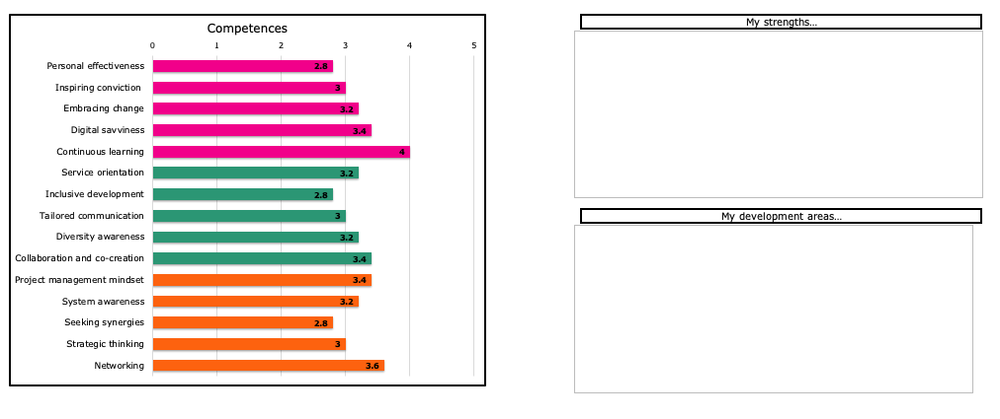 Competences
0 1 2 3 4 5
Personal effectiveness 2.8
Inspiring conviction 3
Embracing change 3.2
Digital savviness 3.4
Continuous learning 4
Service orientation 3.2
Inclusive development 2.8
Tailored communication 3
Diversity awareness 3.2
Collaboration and co-creation 3.4
Project management mindset 3.4
System awareness 3.2
Seeking synergies 2.8
Strategic thinking 3
Networking 3.6
My strengths...
My development areas...